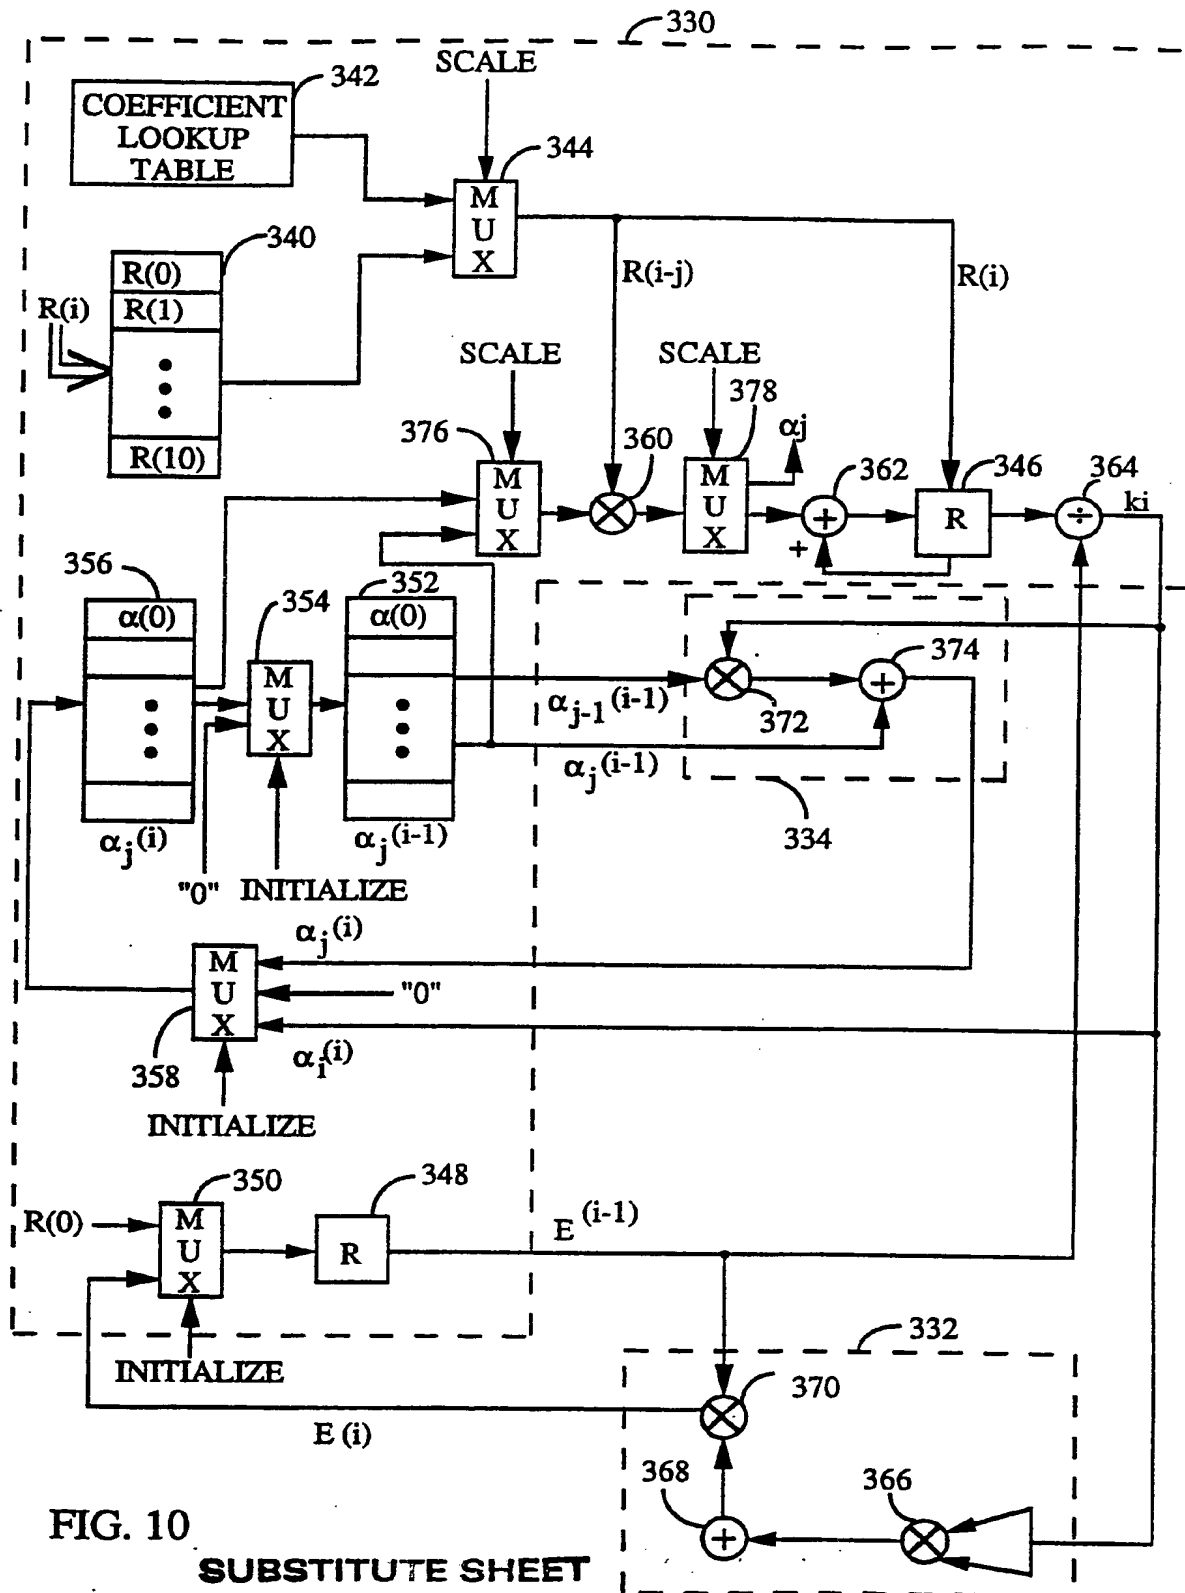 330
SCALE
342
COEFFICIENT
LOOKUP
TABLE
344
M
U
X
340
R(0)
R(1)
R(10)
R(i)
R(i-j)
R(i)
SCALE
SCALE
376
M
U
X
360
378
M
U
X
αj
362
+
+
346
R
364
÷
ki
356
α(0)
αj(i)
354
M
U
X
"0"
INITIALIZE
352
α(0)
αj(i-1)
αj-1(i-1)
372
374
+
αj(i-1)
334
αj(i)
M
U
X
"0"
αi(i)
358
INITIALIZE
350
R(0)
M
U
X
348
R
E(i-1)
INITIALIZE
332
370
E(i)
368
+
366
FIG. 10
SUBSTITUTE SHEET